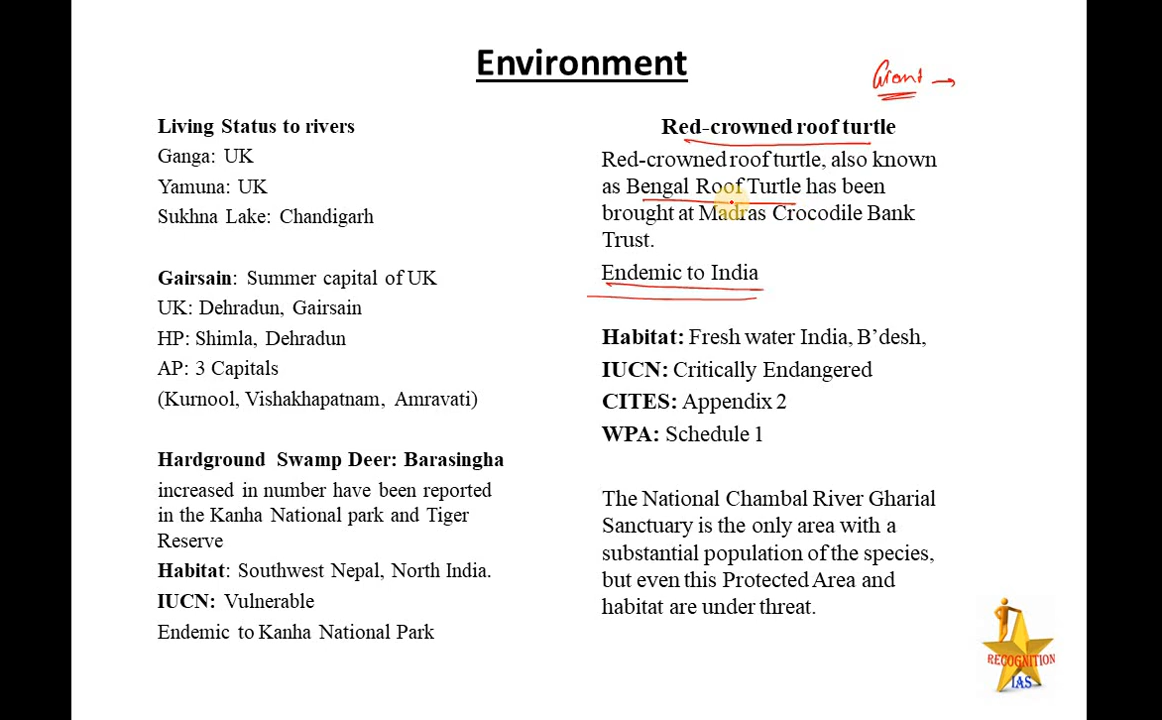 Environment
Living Status to rivers
Ganga: UK
Yamuna: UK
Sukhna Lake: Chandigarh
Gairsain: Summer capital of UK
UK: Dehradun, Gairsain
HP: Shimla, Dehradun
AP: 3 Capitals
(Kurnool, Vishakhapatnam, Amravati)
Hardground Swamp Deer: Barasingha
increased in number have been reported
in the Kanha National park and Tiger
Reserve
Habitat: Southwest Nepal, North India.
IUCN: Vulnerable
Endemic to Kanha National Park
Red-crowned roof turtle
Red-crowned roof turtle, also known
as Bengal Roof Turtle has been
brought at Madras Crocodile Bank
Trust.
Endemic to India
Habitat: Fresh water India, B’desh,
IUCN: Critically Endangered
CITES: Appendix 2
WPA: Schedule 1
The National Chambal River Gharial
Sanctuary is the only area with a
substantial population of the species,
but even this Protected Area and
habitat are under threat.
RECOGNITION
IAS